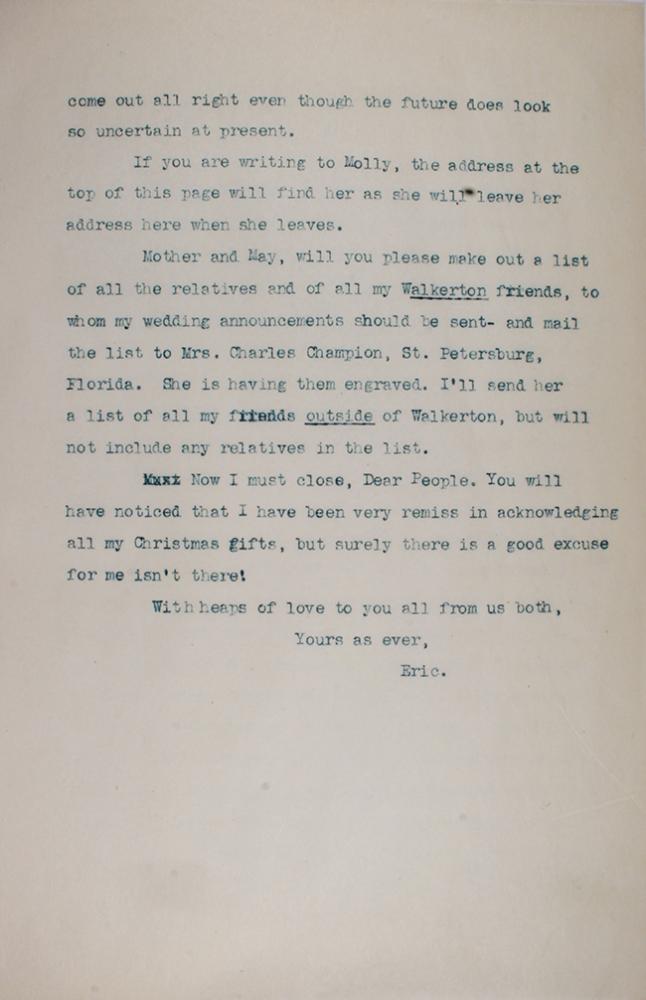 come out all right even though the future does look
so uncertain at present.
If you are writing to Molly, the address at the
top of this page will find her as she will leave her
address here when she leaves.
Mother and May, will you please make out a list
of all the relatives and of all my Walkerton friends, to
whom my wedding announcements should be sent- and mail
the list to Mrs. Charles Champion, St. Petersburg,
Florida. She is having them engraved. I'll send her
a list of all my friends outside of Walkerton, but will
not include any relatives in the list.
Now I must close, Dear People. You will
have noticed that I have been very remiss in acknowledging
all my Christmas gifts, but surely there is a good excuse
for me isn't there!
With heaps of love to you all from us both,
Yours as ever,
Eric.